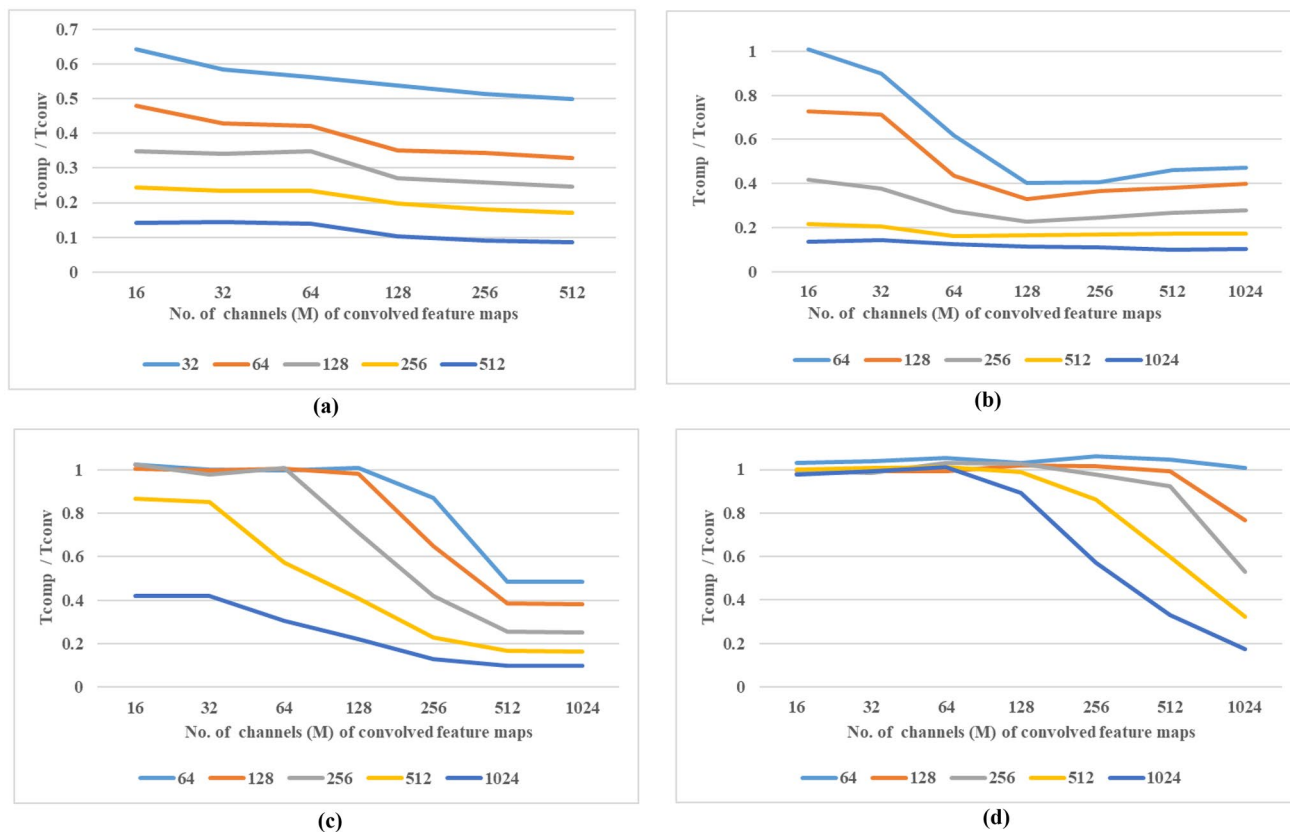 0.7
0.6
0.5
0.4
0.3
0.2
0.1
0
Tcomp / Tconv
16 32 64 128 256 512
No. of channels (M) of convolved feature maps
32 64 128 256 512
(a)
1
0.8
0.6
0.4
0.2
0
Tcomp / Tconv
16 32 64 128 256 512 1024
No. of channels (M) of convolved feature maps
64 128 256 512 1024
(b)
1
0.8
0.6
0.4
0.2
0
Tcomp / Tconv
16 32 64 128 256 512 1024
No. of channels (M) of convolved feature maps
64 128 256 512 1024
(c)
1
0.8
0.6
0.4
0.2
0
Tcomp / Tconv
16 32 64 128 256 512 1024
No. of channels (M) of convolved feature maps
64 128 256 512 1024
(d)